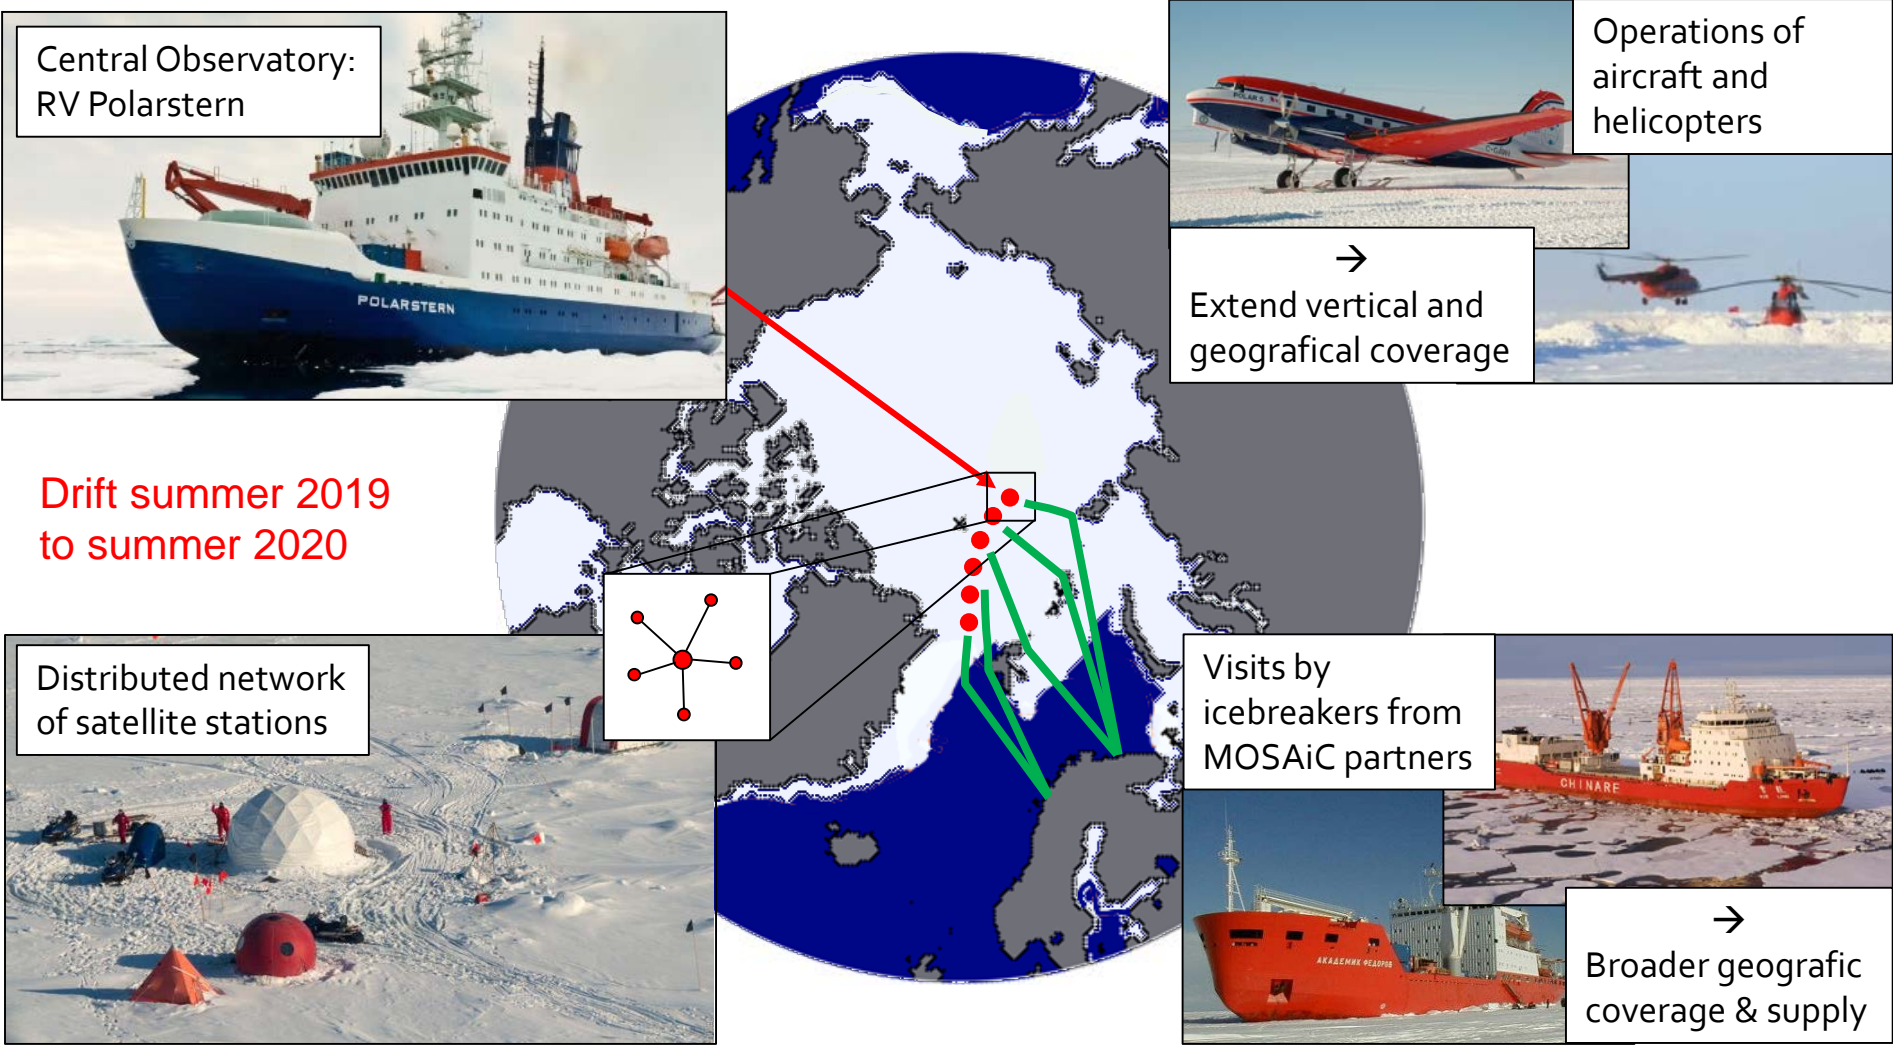 Central Observatory:
RV Polarstern
POLARSTERN
Operations of
aircraft and
helicopters
POLAR 5
→
Extend vertical and
geografical coverage
Drift summer 2019
to summer 2020
Distributed network
of satellite stations
Visits by
icebreakers from
MOSAiC partners
CHINARE
АКАДЕМИК ФЕДОРОВ
→
Broader geografic
coverage & supply